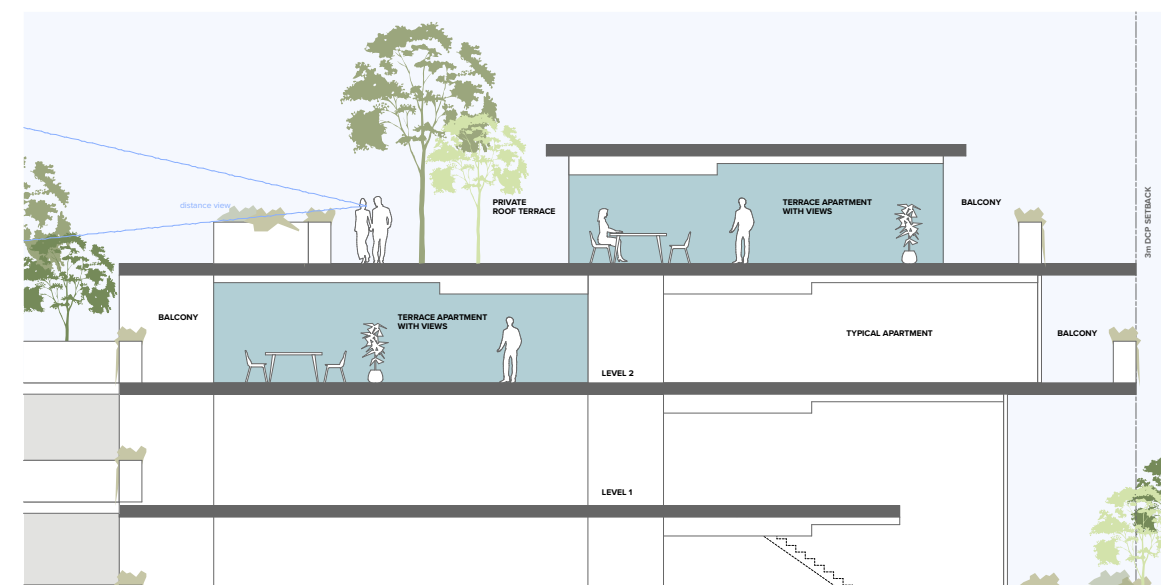 distance view
PRIVATE
ROOF TERRACE
TERRACE APARTMENT
WITH VIEWS
BALCONY
3m DCP SETBACK
BALCONY
TERRACE APARTMENT
WITH VIEWS
TYPICAL APARTMENT
BALCONY
LEVEL 2
LEVEL 1